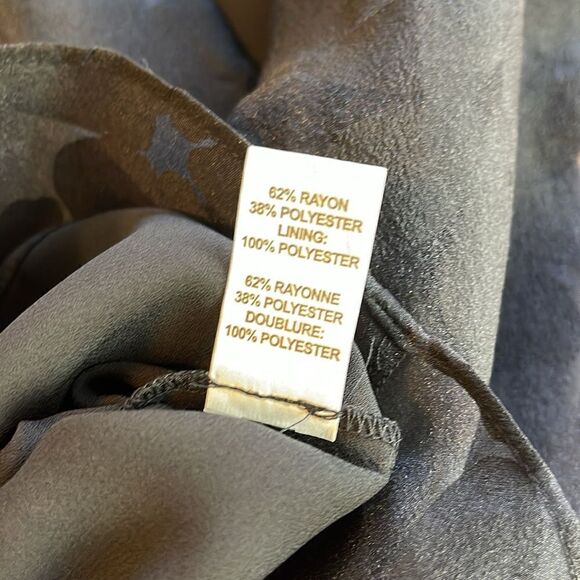 62% RAYON
38% POLYESTER
LINING:
100% POLYESTER
62% RAYONNE
38% POLYESTER
DOUBLURE:
100% POLYESTER